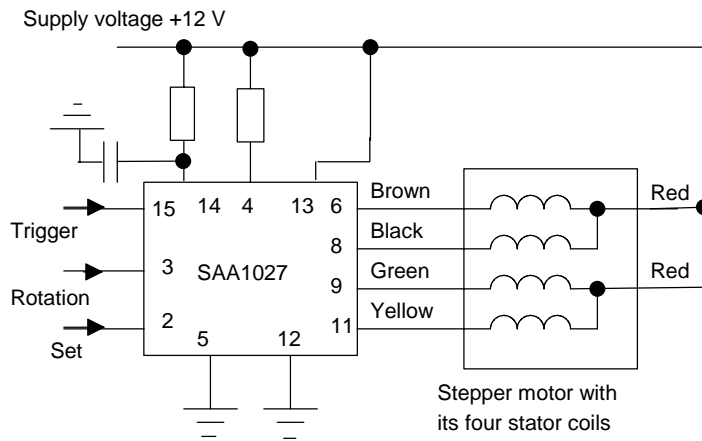 Supply voltage +12 V
Brown
Red
15
14
4
13
6
Trigger
Black
8
3
SAA1027
Green
Red
9
Rotation
Yellow
2
11
5
12
Set
Stepper motor with
its four stator coils